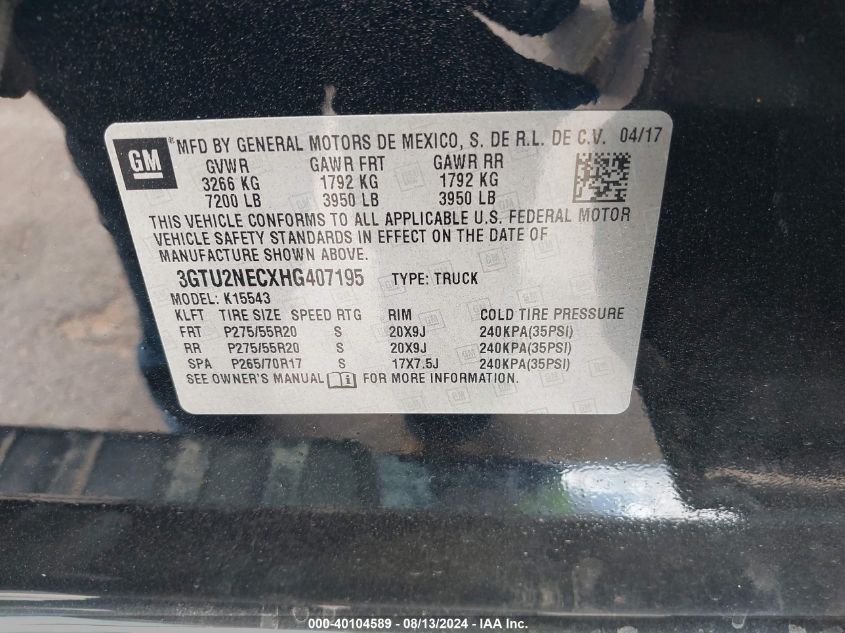 GM
*MFD BY GENERAL MOTORS DE MEXICO, S. DE R.L. DE C.V. 04/17
GVWR GAWR FRT GAWR RR
3266 KG 1792 KG 1792 KG
7200 LB 3950 LB 3950 LB
THIS VEHICLE CONFORMS TO ALL APPLICABLE U.S. FEDERAL MOTOR
VEHICLE SAFETY STANDARDS IN EFFECT ON THE DATE OF
MANUFACTURE SHOWN ABOVE.
3GTU2NECXHG407195 TYPE: TRUCK
MODEL: K15543
KLFT TIRE SIZE SPEED RTG RIM COLD TIRE PRESSURE
FRT P275/55R20 S 20X9J 240KPA(35PSI)
RR P275/55R20 S 20X9J 240KPA(35PSI)
SPA P265/70R17 S 17X7.5J 240KPA(35PSI)
SEE OWNER'S MANUAL FOR MORE INFORMATION.
000-40104589 - 08/13/2024 - IAA Inc.